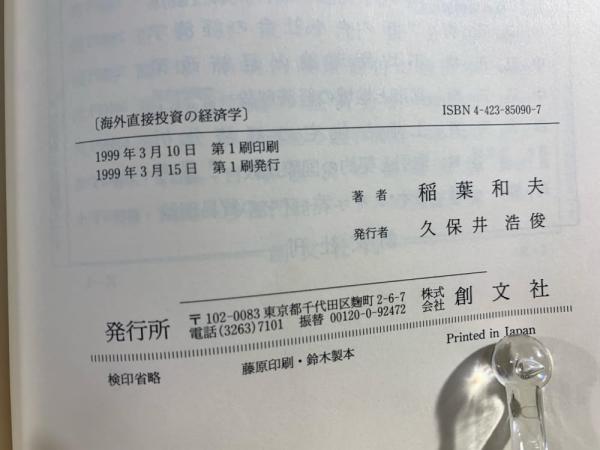 〔海外直接投資の経済学〕
ISBN 4-423-85090-7
1999年3月10日 第1刷印刷
1999年3月15日 第1刷発行
著者 稲葉和夫
発行者 久保井浩俊
発行所 〒102-0083 東京都千代田区麹町2-6-7 株式会社 創文社
電話(3263)7101 振替 00120-0-92472
検印省略 藤原印刷・鈴木製本 Printed in Japan